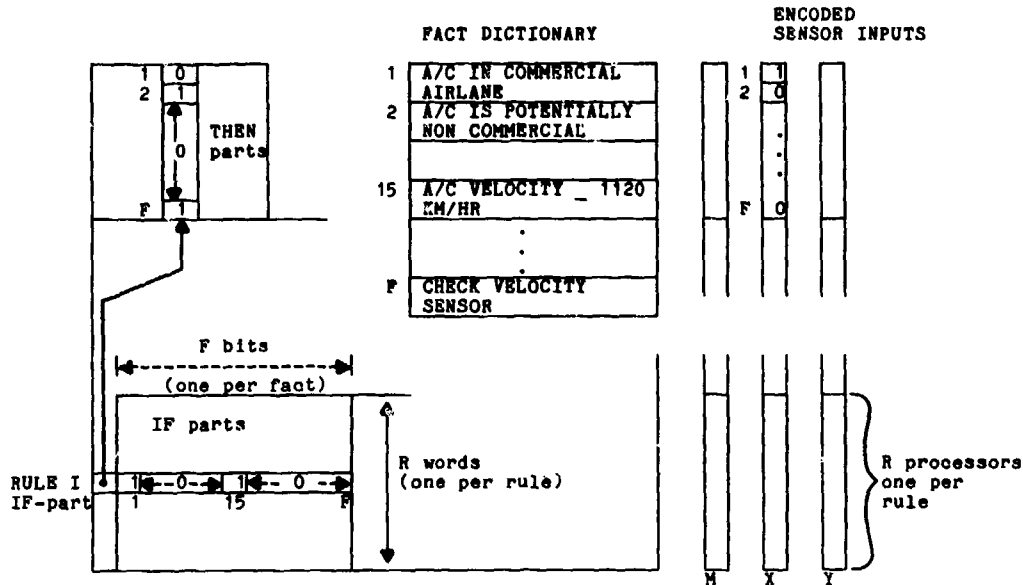 FACT DICTIONARY
ENCODED
SENSOR INPUTS
1 0
2 1
0
F 1
THEN
parts
1 A/C IN COMMERCIAL
AIRLANE
2 A/C IS POTENTIALLY
NON COMMERCIAL
15 A/C VELOCITY _ 1120
KM/HR
.
.
.
F CHECK VELOCITY
SENSOR
1 1
2 0
.
.
.
F 0
F bits
(one per fact)
IF parts
RULE I
IF-part
1 0 1 0
1 15 F
R words
(one per rule)
R processors
one per
rule
M X Y